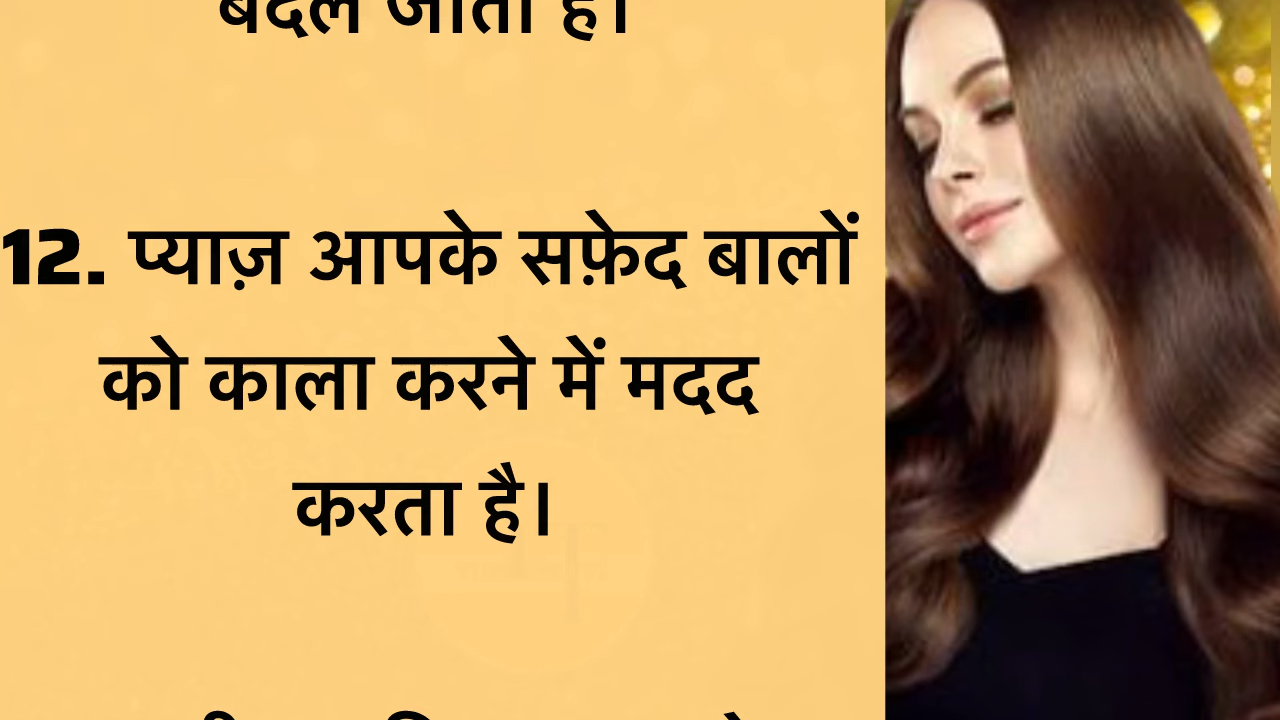 बदल जाता है।
12. प्याज़ आपके सफ़ेद बालों
को काला करने में मदद
करता है।